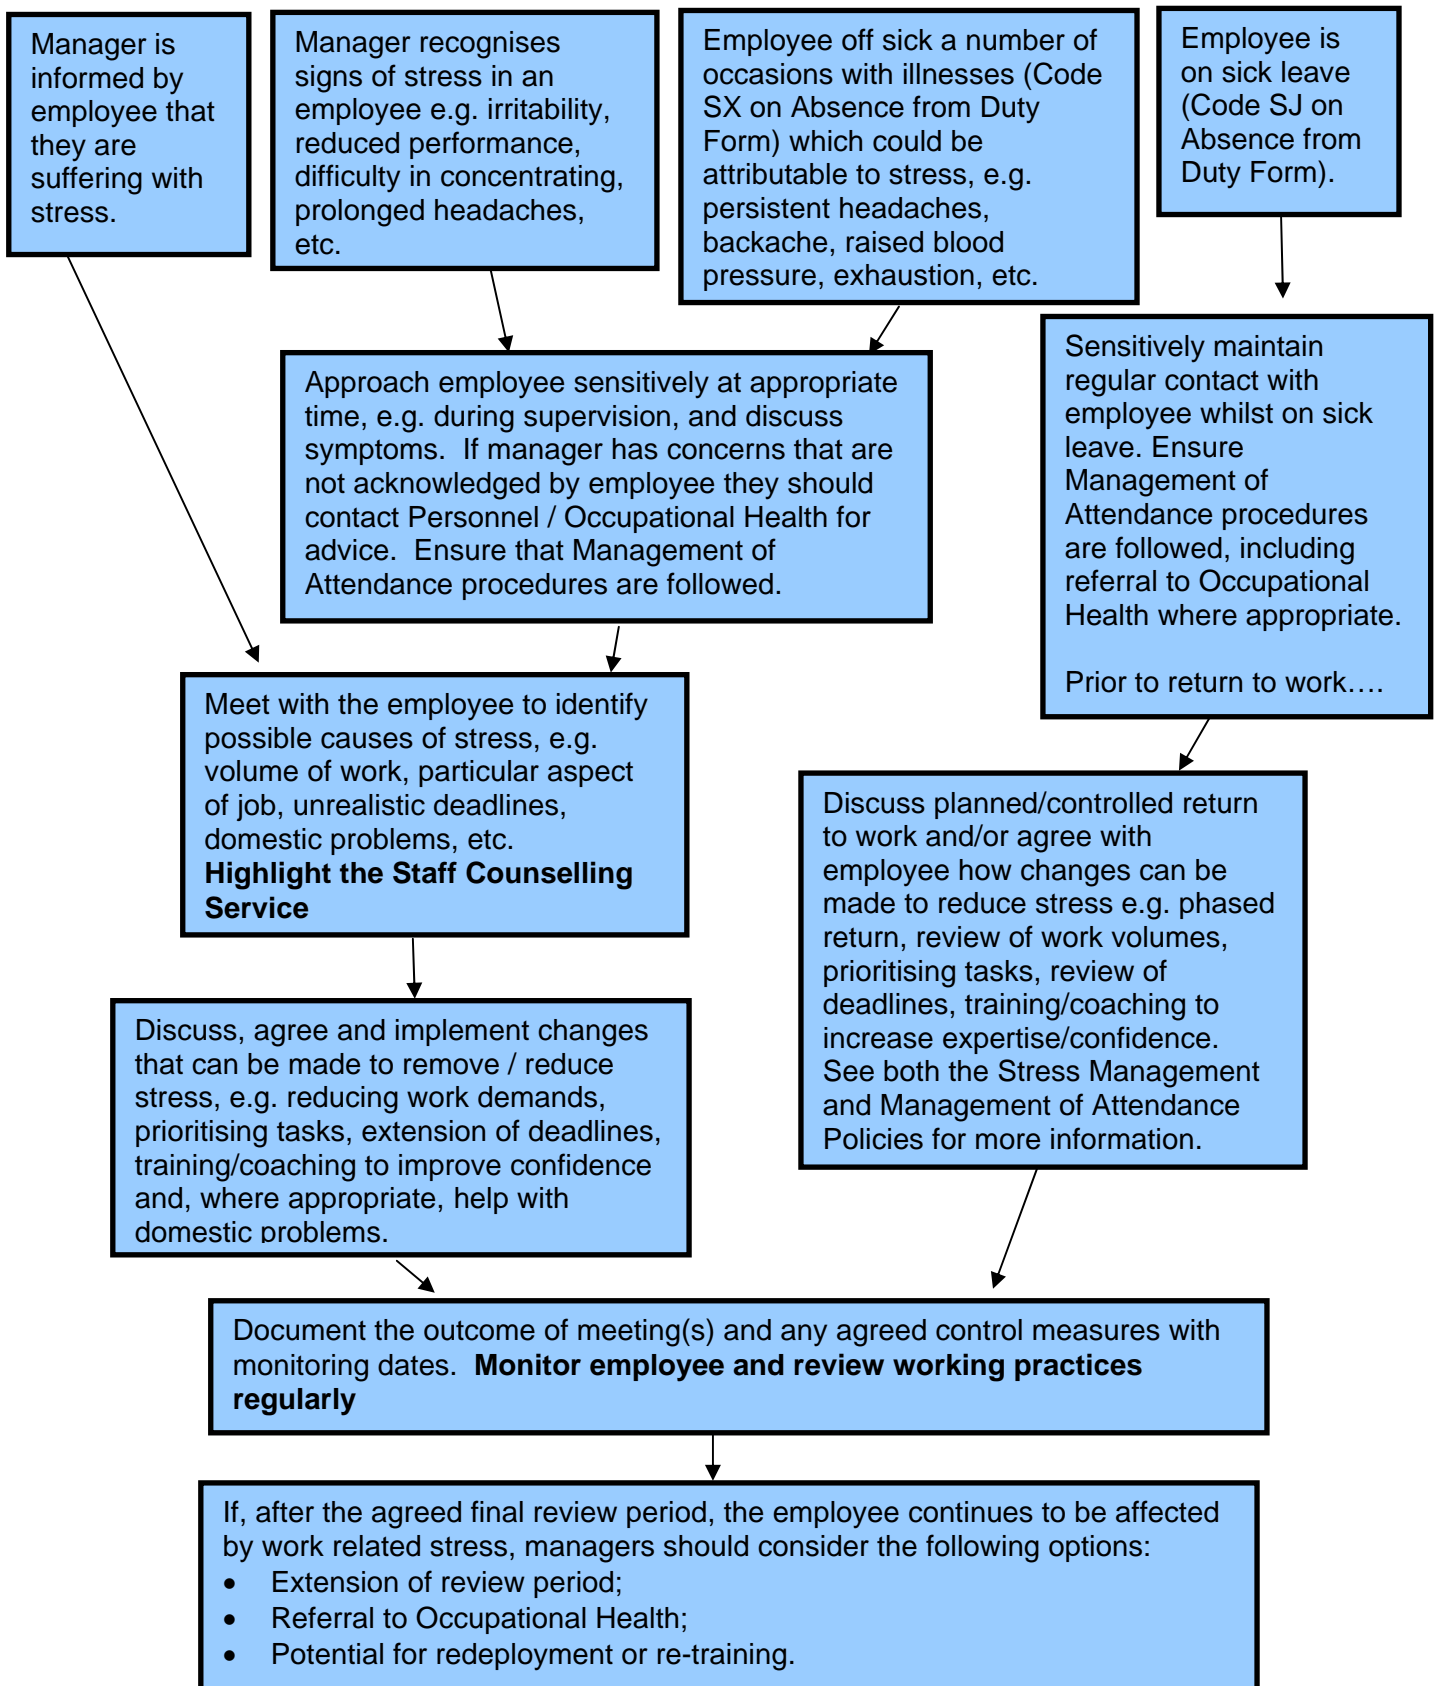 Manager is
informed by
employee that
they are
suffering with
stress.
Manager recognises
signs of stress in an
employee e.g. irritability,
reduced performance,
difficulty in concentrating,
prolonged headaches,
etc.
Employee off sick a number of
occasions with illnesses (Code
SX on Absence from Duty
Form) which could be
attributable to stress, e.g.
persistent headaches,
backache, raised blood
pressure, exhaustion, etc.
Employee is
on sick leave
(Code SJ on
Absence from
Duty Form).
Approach employee sensitively at appropriate
time, e.g. during supervision, and discuss
symptoms.  If manager has concerns that are
not acknowledged by employee they should
contact Personnel / Occupational Health for
advice.  Ensure that Management of
Attendance procedures are followed.
Sensitively maintain
regular contact with
employee whilst on sick
leave. Ensure
Management of
Attendance procedures
are followed, including
referral to Occupational
Health where appropriate.
Prior to return to work….
Meet with the employee to identify
possible causes of stress, e.g.
volume of work, particular aspect
of job, unrealistic deadlines,
domestic problems, etc.
Highlight the Staff Counselling
Service
Discuss planned/controlled return
to work and/or agree with
employee how changes can be
made to reduce stress e.g. phased
return, review of work volumes,
prioritising tasks, review of
deadlines, training/coaching to
increase expertise/confidence.
See both the Stress Management
and Management of Attendance
Policies for more information.
Discuss, agree and implement changes
that can be made to remove / reduce
stress, e.g. reducing work demands,
prioritising tasks, extension of deadlines,
training/coaching to improve confidence
and, where appropriate, help with
domestic problems.
Document the outcome of meeting(s) and any agreed control measures with
monitoring dates.  Monitor employee and review working practices
regularly
If, after the agreed final review period, the employee continues to be affected
by work related stress, managers should consider the following options:
• Extension of review period;
• Referral to Occupational Health;
• Potential for redeployment or re-training.